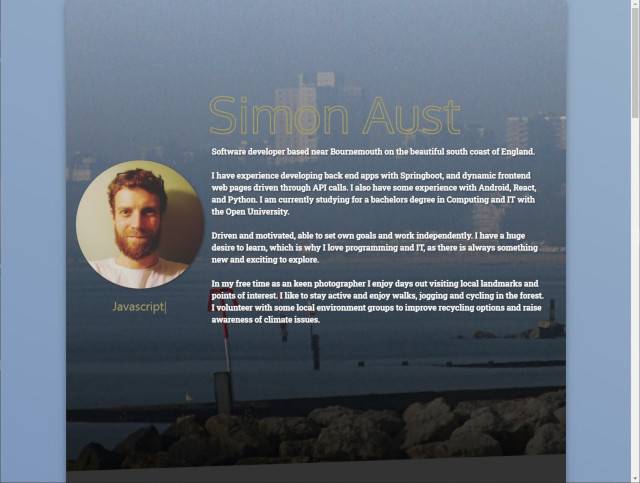 Simon Aust
Software developer based near Bournemouth on the beautiful south coast of England.
I have experience developing back end apps with Springboot, and dynamic frontend
web pages driven through API calls. I also have some experience with Android, React,
and Python. I am currently studying for a bachelors degree in Computing and IT with
the Open University.
Driven and motivated, able to set own goals and work independently. I have a huge
desire to learn, which is why I love programming and IT, as there is always something
new and exciting to explore.
In my free time as an keen photographer I enjoy days out visiting local landmarks and
points of interest. I like to stay active and enjoy walks, jogging and cycling in the forest.
I volunteer with some local environment groups to improve recycling options and raise
awareness of climate issues.
Javascript|